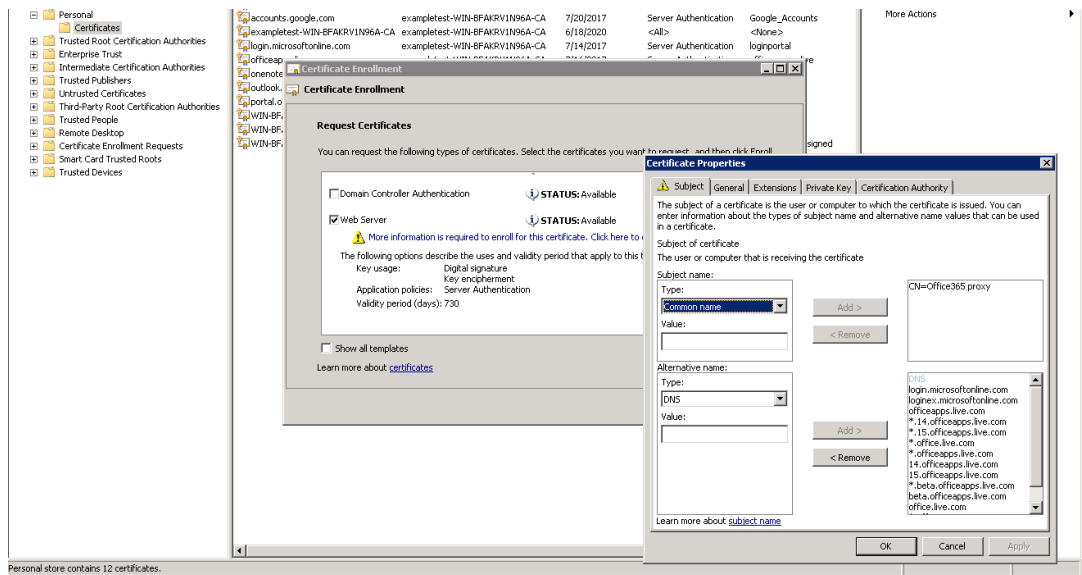 Personal
Certificates
Trusted Root Certification Authorities
Enterprise Trust
Intermediate Certification Authorities
Trusted Publishers
Untrusted Certificates
Third-Party Root Certification Authorities
Trusted People
Remote Desktop
Certificate Enrollment Requests
Smart Card Trusted Roots
Trusted Devices
accounts.google.com exampletest-WIN-BFAKRV1N96A-CA 7/20/2017 Server Authentication Google_Accounts
exampletest-WIN-BFAKRV1N96A-CA exampletest-WIN-BFAKRV1N96A-CA 6/18/2020 <All> <None>
login.microsoftonline.com exampletest-WIN-BFAKRV1N96A-CA 7/14/2017 Server Authentication loginportal
onenote
outlook.
portal.o
WIN-BF
WIN-BF
WIN-BF
signed
More Actions
Certificate Enrollment
Certificate Enrollment
Request Certificates
You can request the following types of certificates. Select the certificates you want to request, and then click Enroll.
Domain Controller Authentication
STATUS: Available
Web Server
STATUS: Available
More information is required to enroll for this certificate. Click here to
The following options describe the uses and validity period that apply to this t
Key usage: Digital signature
Key encipherment
Application policies: Server Authentication
Validity period (days): 730
Show all templates
Learn more about certificates
Certificate Properties
Subject General Extensions Private Key Certification Authority
The subject of a certificate is the user or computer to which the certificate is issued. You can
enter information about the types of subject name and alternative name values that can be used
in a certificate.
Subject of certificate
The user or computer that is receiving the certificate
Subject name:
Type:
Common name
Value:
Add >
< Remove
CN=Office365 proxy
Alternative name:
Type:
DNS
Value:
Add >
< Remove
DNS
login.microsoftonline.com
loginex.microsoftonline.com
officeapps.live.com
*.14.officeapps.live.com
*.15.officeapps.live.com
*.office.live.com
*.officeapps.live.com
14.officeapps.live.com
15.officeapps.live.com
*.beta.officeapps.live.com
beta.officeapps.live.com
office.live.com
Learn more about subject name
OK
Cancel
Apply
Personal store contains 12 certificates.